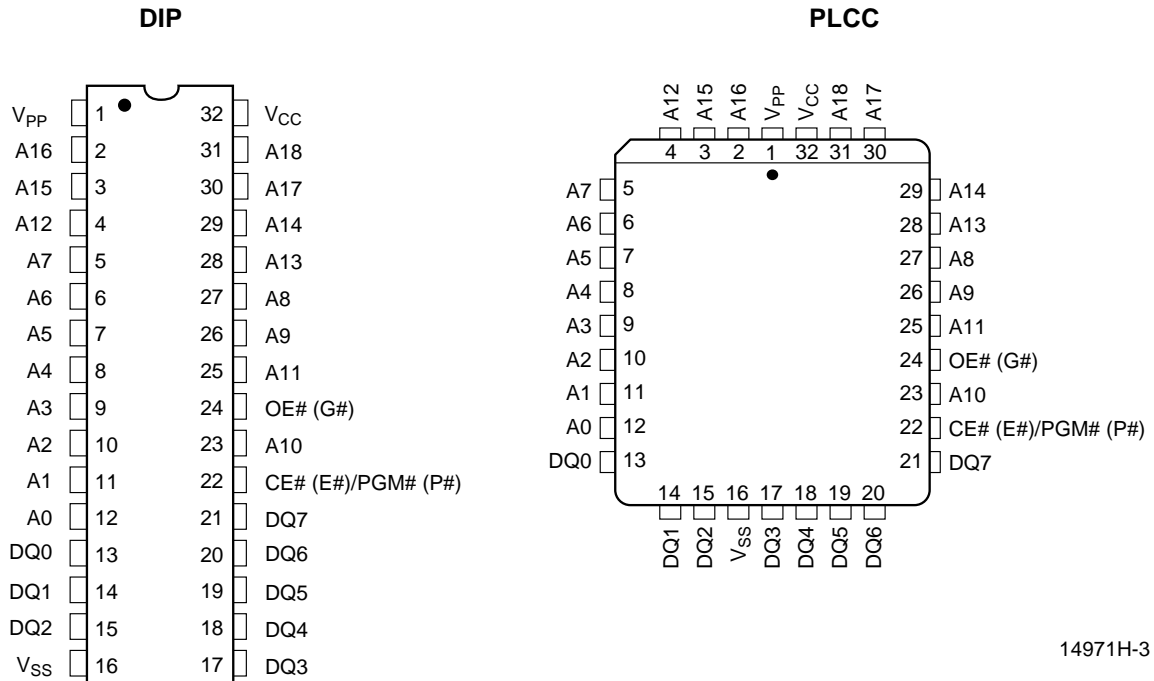 DIP
V_PP 1 32 V_CC
A16 2 31 A18
A15 3 30 A17
A12 4 29 A14
A7 5 28 A13
A6 6 27 A8
A5 7 26 A9
A4 8 25 A11
A3 9 24 OE# (G#)
A2 10 23 A10
A1 11 22 CE# (E#)/PGM# (P#)
A0 12 21 DQ7
DQ0 13 20 DQ6
DQ1 14 19 DQ5
DQ2 15 18 DQ4
V_SS 16 17 DQ3
PLCC
A12 A15 A16 V_PP V_CC A18 A17
4 3 2 1 32 31 30
A7 5 29 A14
A6 6 28 A13
A5 7 27 A8
A4 8 26 A9
A3 9 25 A11
A2 10 24 OE# (G#)
A1 11 23 A10
A0 12 22 CE# (E#)/PGM# (P#)
DQ0 13 21 DQ7
14 15 16 17 18 19 20
DQ1 DQ2 V_SS DQ3 DQ4 DQ5 DQ6
14971H-3